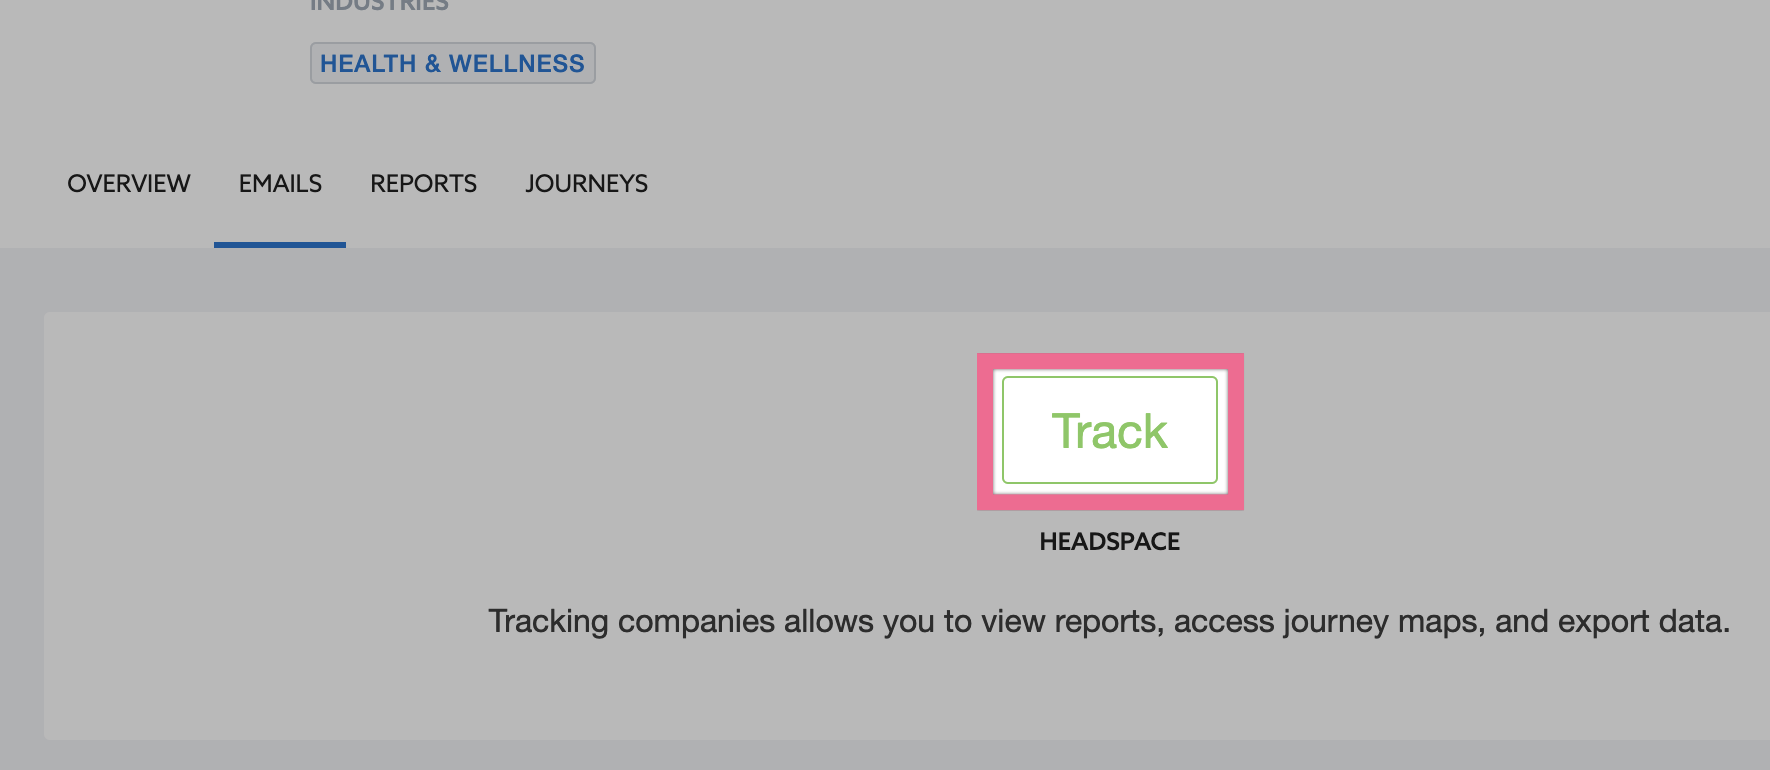 INDUSTRIES
HEALTH & WELLNESS
OVERVIEW EMAILS REPORTS JOURNEYS
Track
HEADSPACE
Tracking companies allows you to view reports, access journey maps, and export data.